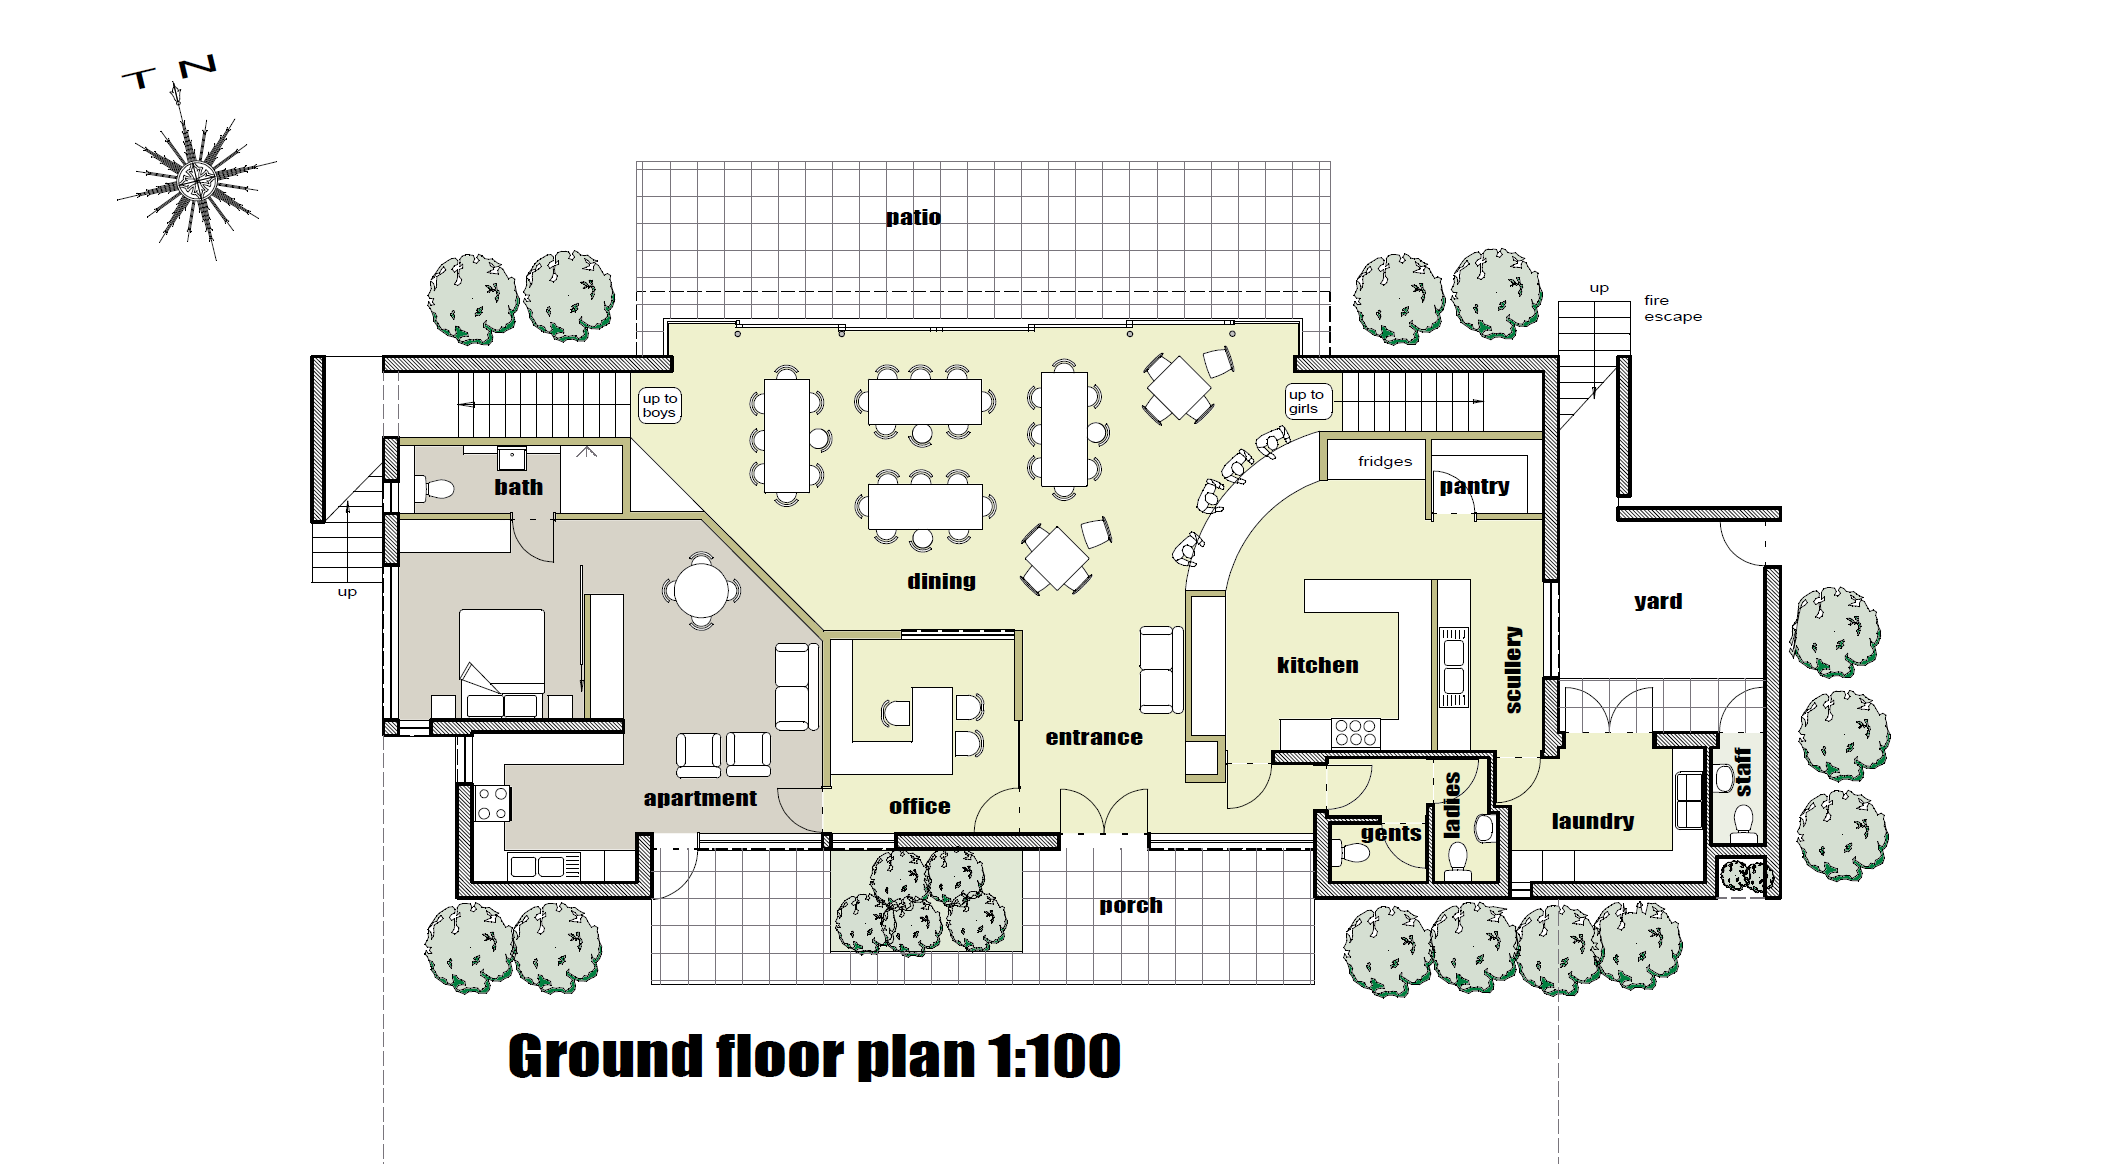 T N
patio
up
fire
escape
up to
boys
up to
girls
fridges
bath
pantry
dining
up
yard
kitchen
scullery
entrance
staff
apartment
office
ladies
gents
laundry
porch
Ground floor plan 1:100